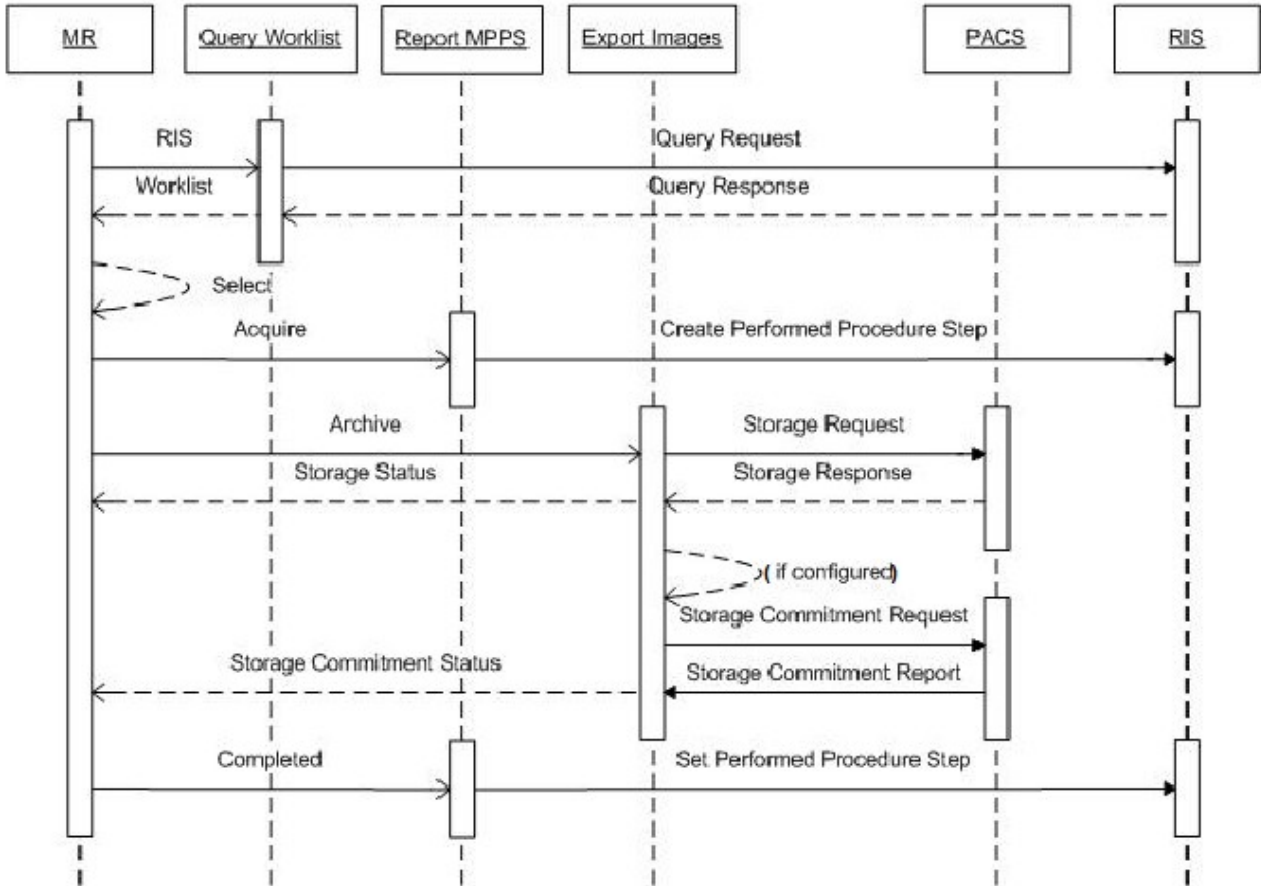 MR
Query Worklist
Report MPPS
Export Images
PACS
RIS
RIS
Query Request
Worklist
Query Response
Select
Acquire
Create Performed Procedure Step
Archive
Storage Request
Storage Status
Storage Response
( if configured)
Storage Commitment Request
Storage Commitment Status
Storage Commitment Report
Completed
Set Performed Procedure Step